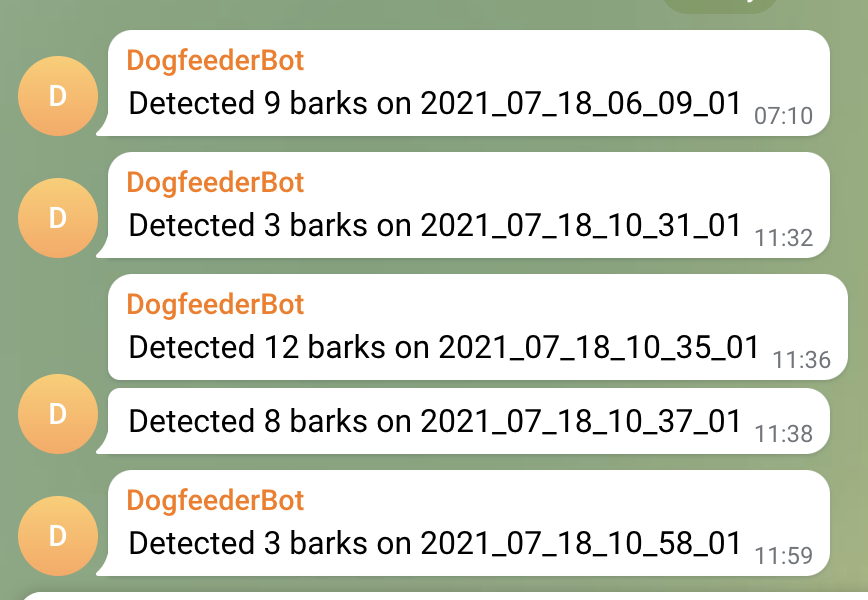 DogfeederBot
Detected 9 barks on 2021_07_18_06_09_01 07:10
D
DogfeederBot
Detected 3 barks on 2021_07_18_10_31_01 11:32
D
DogfeederBot
Detected 12 barks on 2021_07_18_10_35_01 11:36
Detected 8 barks on 2021_07_18_10_37_01 11:38
D
DogfeederBot
Detected 3 barks on 2021_07_18_10_58_01 11:59
D